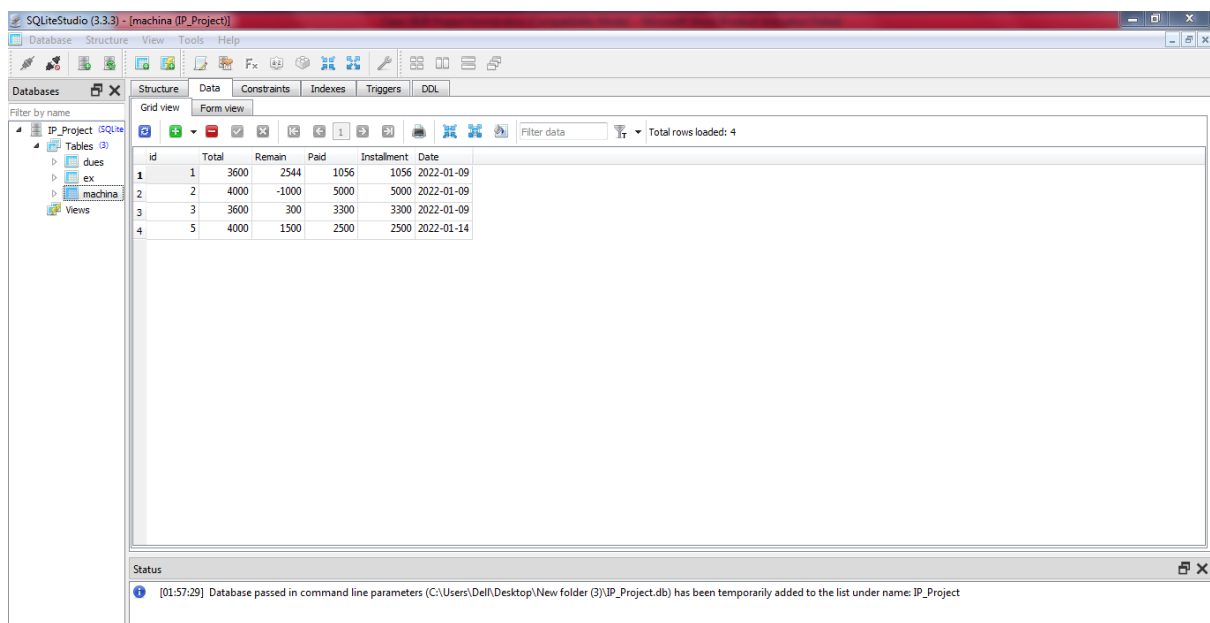 SQLiteStudio (3.3.3) - [machina (IP_Project)]
Database Structure View Tools Help
Databases
Structure Data Constraints Indexes Triggers DDL
Filter by name
Grid view Form view
IP_Project (SQLite
Tables (3)
dues
ex
machina
Views
1 Filter data Total rows loaded: 4
id Total Remain Paid Installment Date
1 1 3600 2544 1056 1056 2022-01-09
2 2 4000 -1000 5000 5000 2022-01-09
3 3 3600 300 3300 3300 2022-01-09
4 5 4000 1500 2500 2500 2022-01-14
Status
[01:57:29] Database passed in command line parameters (C:\Users\Dell\Desktop\New folder (3)\IP_Project.db) has been temporarily added to the list under name: IP_Project